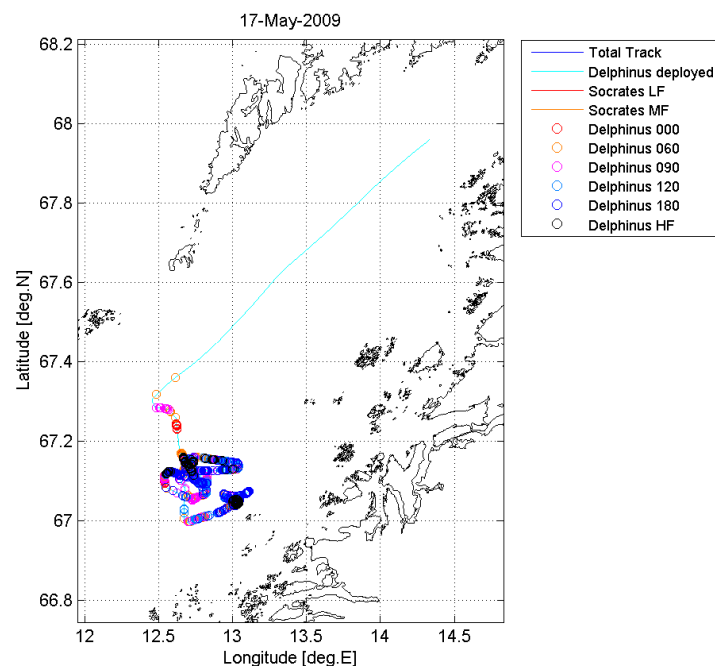 17-May-2009
68.2
68
67.8
67.6
67.4
67.2
67
66.8
Latitude [deg.N]
12
12.5
13
13.5
14
14.5
Longitude [deg.E]
Total Track
Delphinus deployed
Socrates LF
Socrates MF
Delphinus 000
Delphinus 060
Delphinus 090
Delphinus 120
Delphinus 180
Delphinus HF